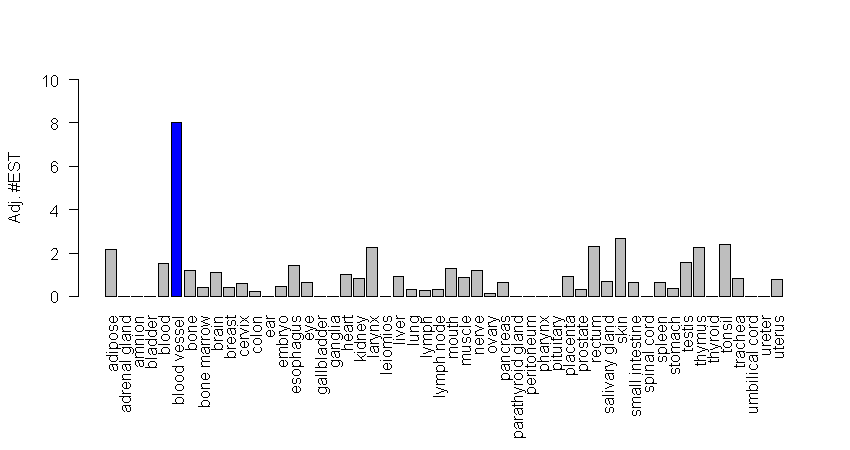 Adj. #EST
10
8
6
4
2
0
adipose
adrenal gland
amnion
bladder
blood
blood vessel
bone
bone marrow
brain
breast
cervix
colon
ear
embryo
esophagus
eye
gallbladder
ganglia
heart
kidney
larynx
leiomios
liver
lung
lymph
lymph node
mouth
muscle
nerve
ovary
pancreas
parathyroid gland
peritoneum
pharynx
pituitary
placenta
prostate
rectum
salivary gland
skin
small intestine
spinal cord
spleen
stomach
testis
thymus
thyroid
tonsil
trachea
umbilical cord
ureter
uterus